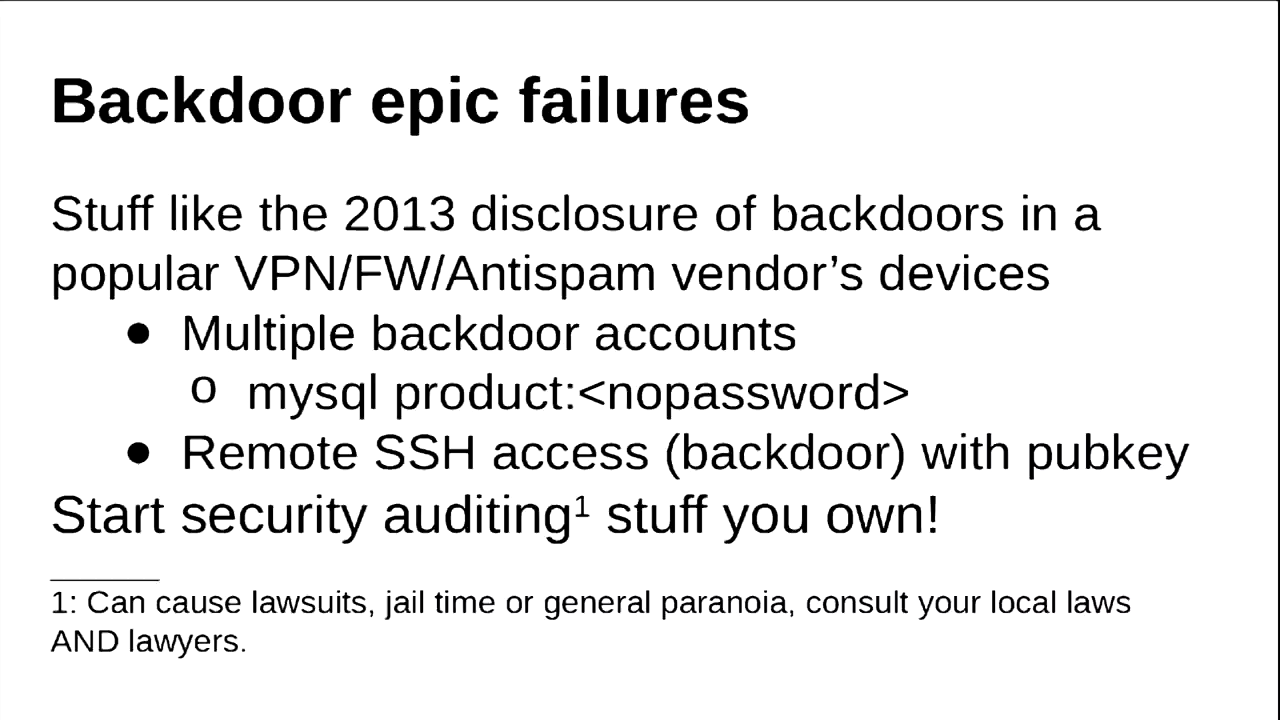 Backdoor epic failures
Stuff like the 2013 disclosure of backdoors in a
popular VPN/FW/Antispam vendor’s devices
● Multiple backdoor accounts
o mysql product:<nopassword>
● Remote SSH access (backdoor) with pubkey
Start security auditing¹ stuff you own!
1: Can cause lawsuits, jail time or general paranoia, consult your local laws
AND lawyers.